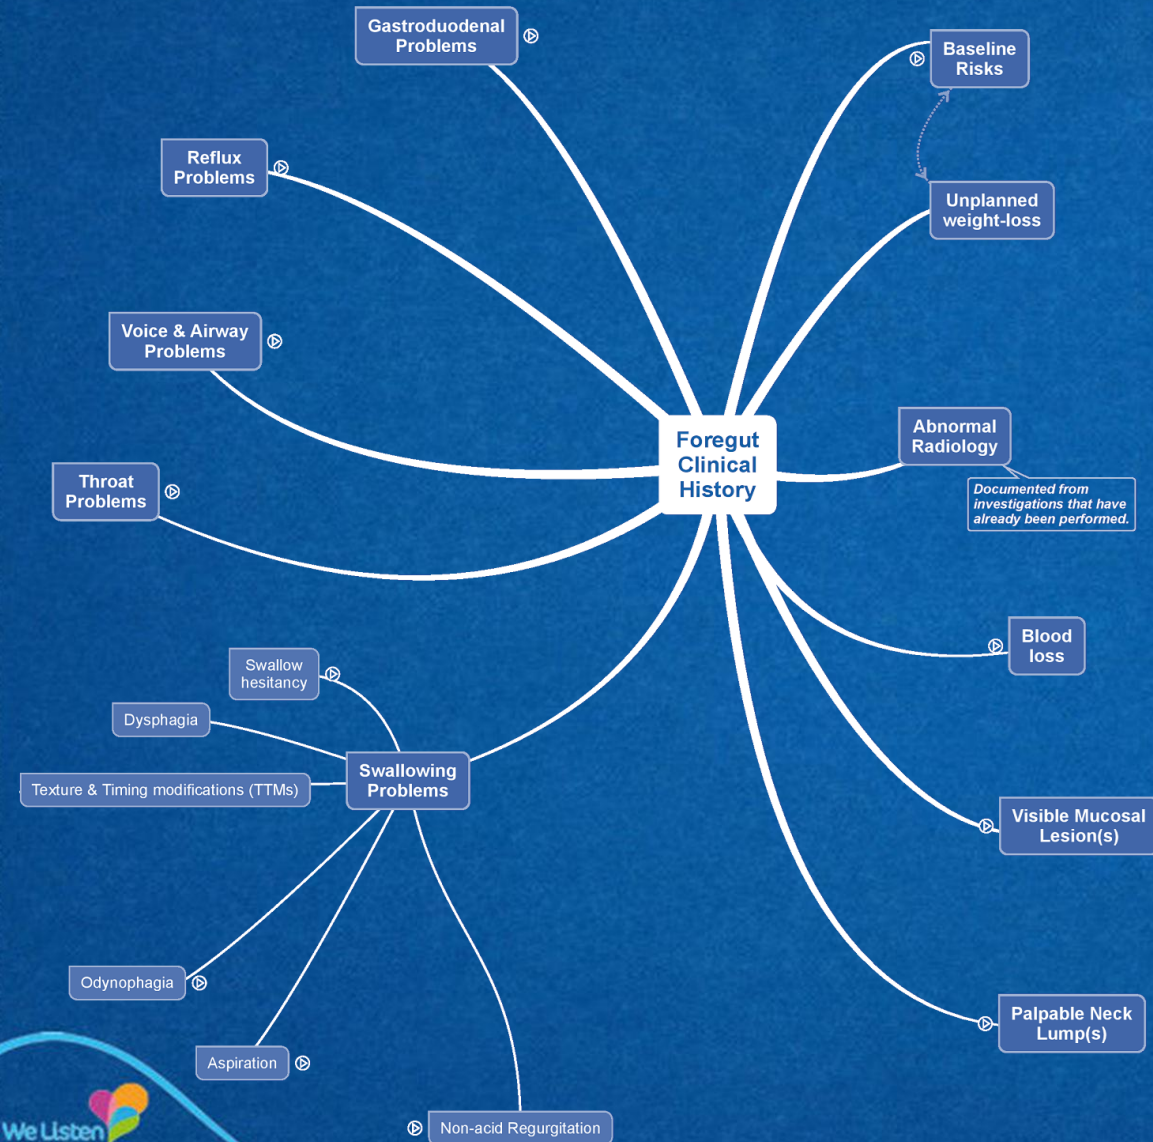 Gastroduodenal
Problems
Baseline
Risks
Reflux
Problems
Unplanned
weight-loss
Voice & Airway
Problems
Foregut
Clinical
History
Abnormal
Radiology
Documented from
investigations that have
already been performed.
Throat
Problems
Blood
loss
Swallow
hesitancy
Dysphagia
Texture & Timing modifications (TTMs)
Swallowing
Problems
Visible Mucosal
Lesion(s)
Odynophagia
Palpable Neck
Lump(s)
Aspiration
Non-acid Regurgitation
We Listen